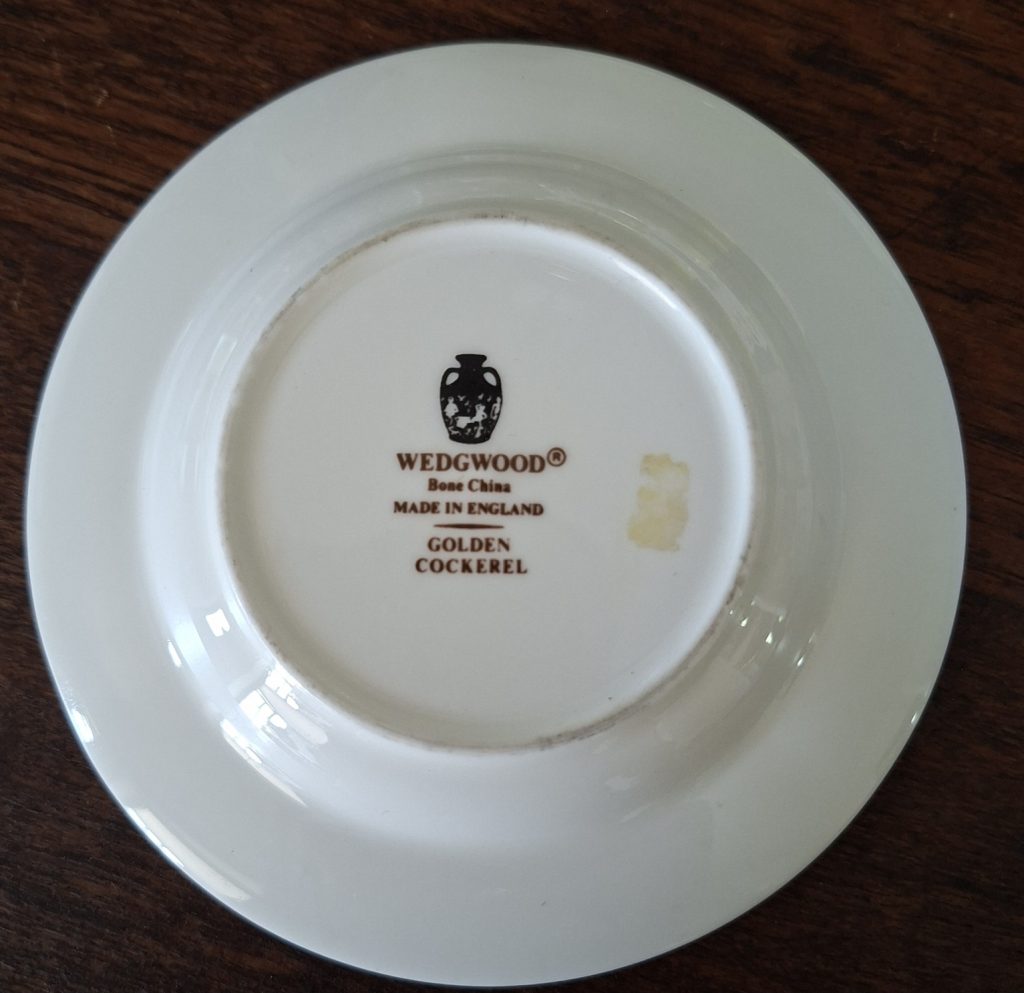 WEDGWOOD®
Bone China
MADE IN ENGLAND
GOLDEN
COCKEREL